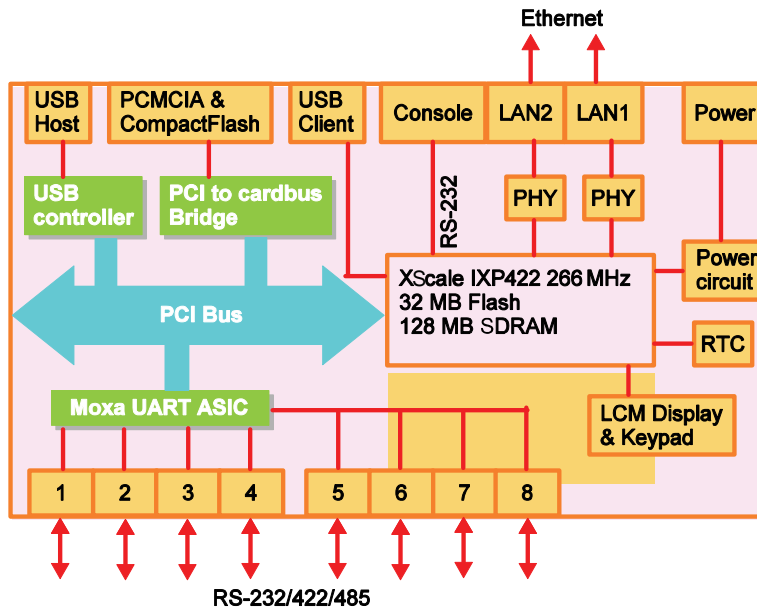 Ethernet
USB
Host
PCMCIA &
CompactFlash
USB
Client
Console
LAN2
LAN1
Power
USB
controller
PCI to cardbus
Bridge
RS-232
PHY
PHY
Power
circuit
XScale IXP422 266 MHz
32 MB Flash
128 MB SDRAM
PCI Bus
RTC
Moxa UART ASIC
LCM Display
& Keypad
1
2
3
4
5
6
7
8
RS-232/422/485